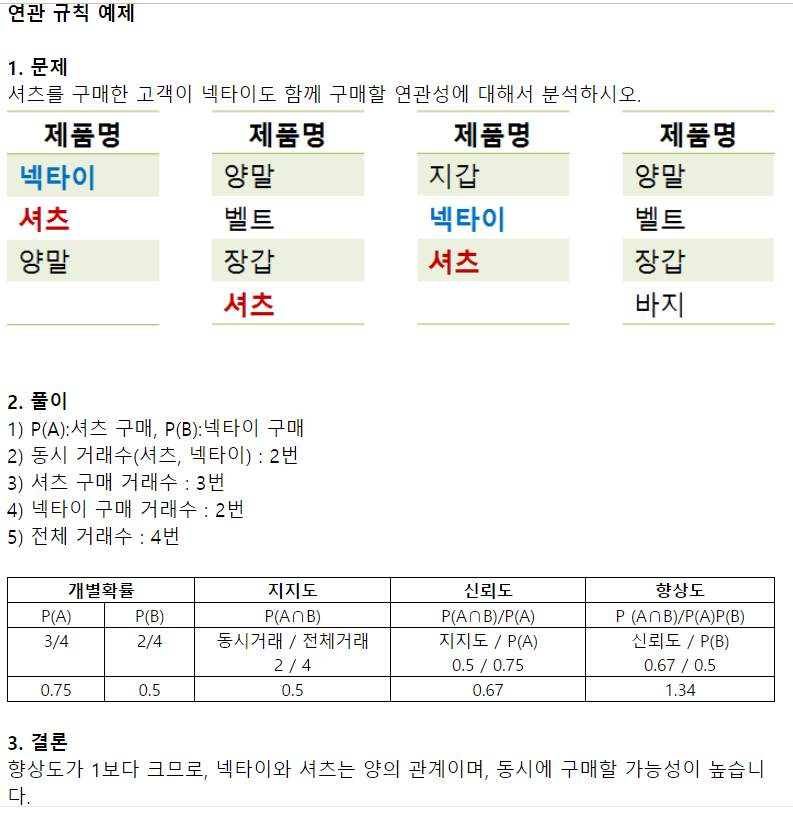 연관 규칙 예제
1. 문제
셔츠를 구매한 고객이 넥타이도 함께 구매할 연관성에 대해서 분석하시오.
제품명 제품명 제품명 제품명
넥타이 양말 지갑 양말
셔츠 벨트 넥타이 벨트
양말 장갑 셔츠 장갑
셔츠 바지
2. 풀이
1) P(A):셔츠 구매, P(B):넥타이 구매
2) 동시 거래수(셔츠, 넥타이) : 2번
3) 셔츠 구매 거래수 : 3번
4) 넥타이 구매 거래수 : 2번
5) 전체 거래수 : 4번
개별확률 지지도 신뢰도 향상도
P(A) P(B) P(A∩B) P(A∩B)/P(A) P (A∩B)/P(A)P(B)
3/4 2/4 동시거래 / 전체거래 지지도 / P(A) 신뢰도 / P(B)
2 / 4 0.5 / 0.75 0.67 / 0.5
0.75 0.5 0.5 0.67 1.34
3. 결론
향상도가 1보다 크므로, 넥타이와 셔츠는 양의 관계이며, 동시에 구매할 가능성이 높습니
다.